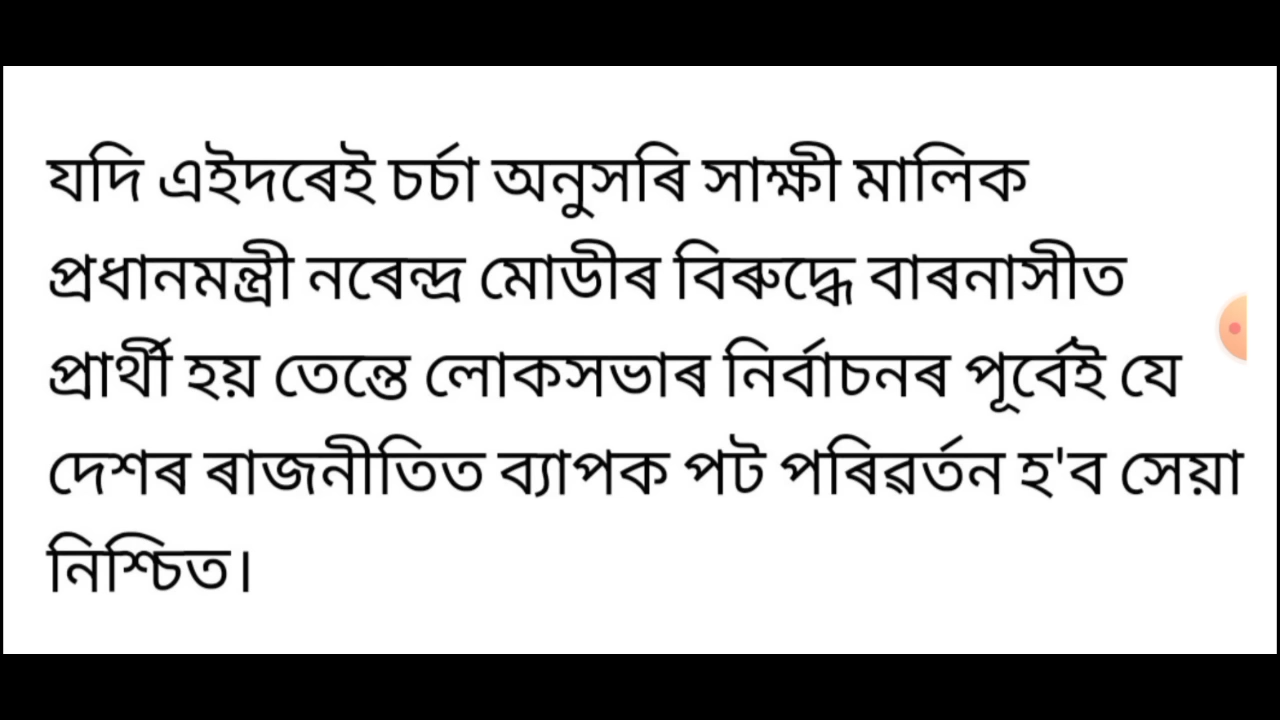 যদি এইদৰেই চৰ্চা অনুসৰি সাক্ষী মালিক
প্ৰধানমন্ত্ৰী নৰেন্দ্ৰ মোডীৰ বিৰুদ্ধে বাৰনাসীত
প্ৰাৰ্থী হয় তেন্তে লোকসভাৰ নিৰ্বাচনৰ পূৰ্বেই যে
দেশৰ ৰাজনীতিত ব্যাপক পট পৰিৱৰ্তন হ'ব সেয়া
নিশ্চিত।